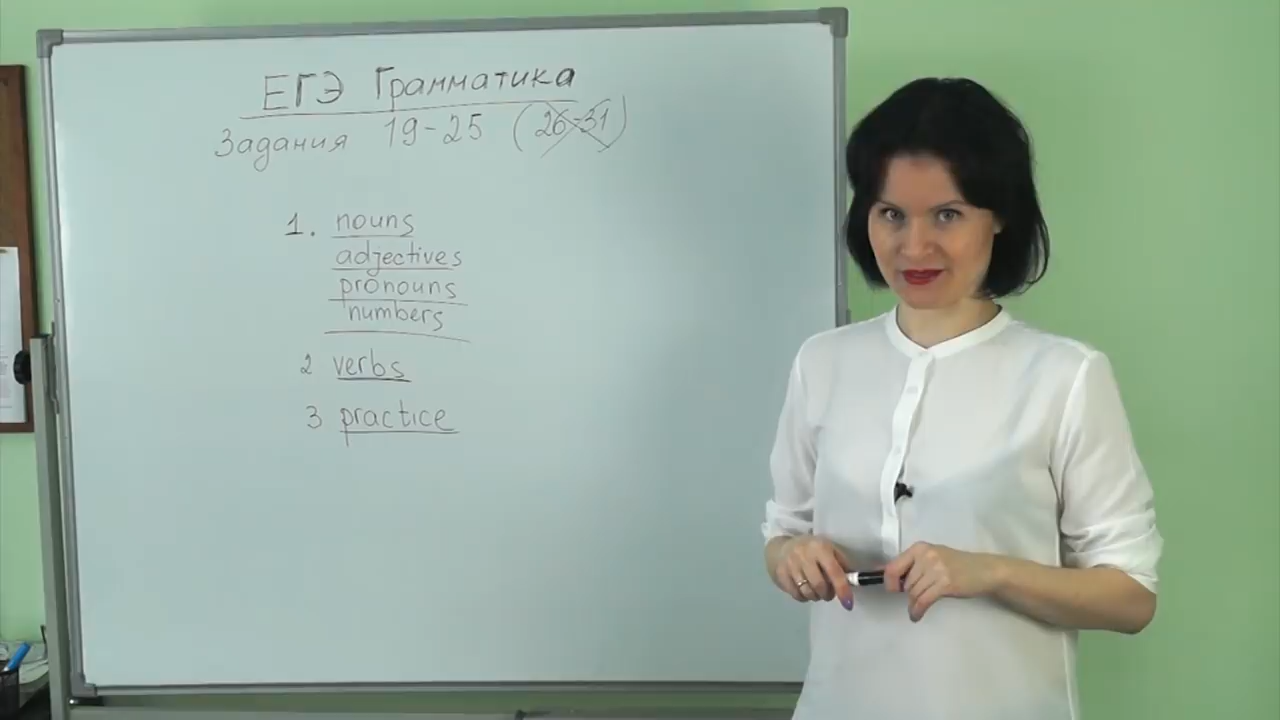 ЕГЭ Грамматика
Задания 19-25 (26-31)
1. nouns
adjectives
pronouns
numbers
2 verbs
3 practice